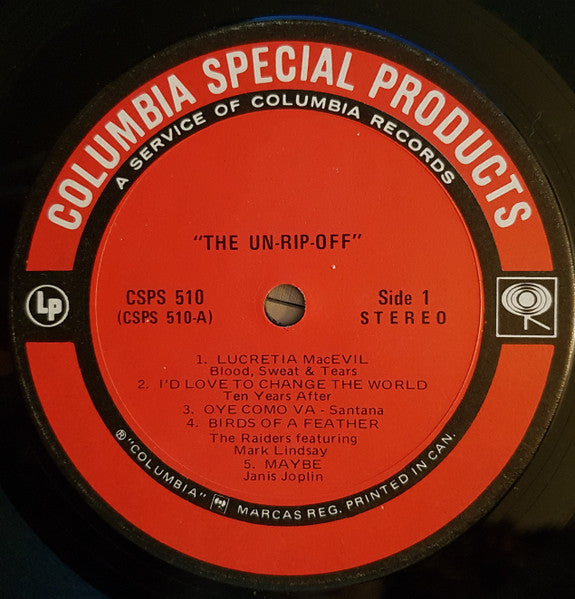 COLUMBIA SPECIAL PRODUCTS
A SERVICE OF COLUMBIA RECORDS
"THE UN-RIP-OFF"
Lp
CSPS 510
(CSPS 510-A)
Side 1
STEREO
1. LUCRETIA MacEVIL
Blood, Sweat & Tears
2. I'D LOVE TO CHANGE THE WORLD
Ten Years After
3. OYE COMO VA - Santana
4. BIRDS OF A FEATHER
The Raiders featuring
Mark Lindsay
5. MAYBE
Janis Joplin
® "COLUMBIA" MARCAS REG. PRINTED IN CAN.